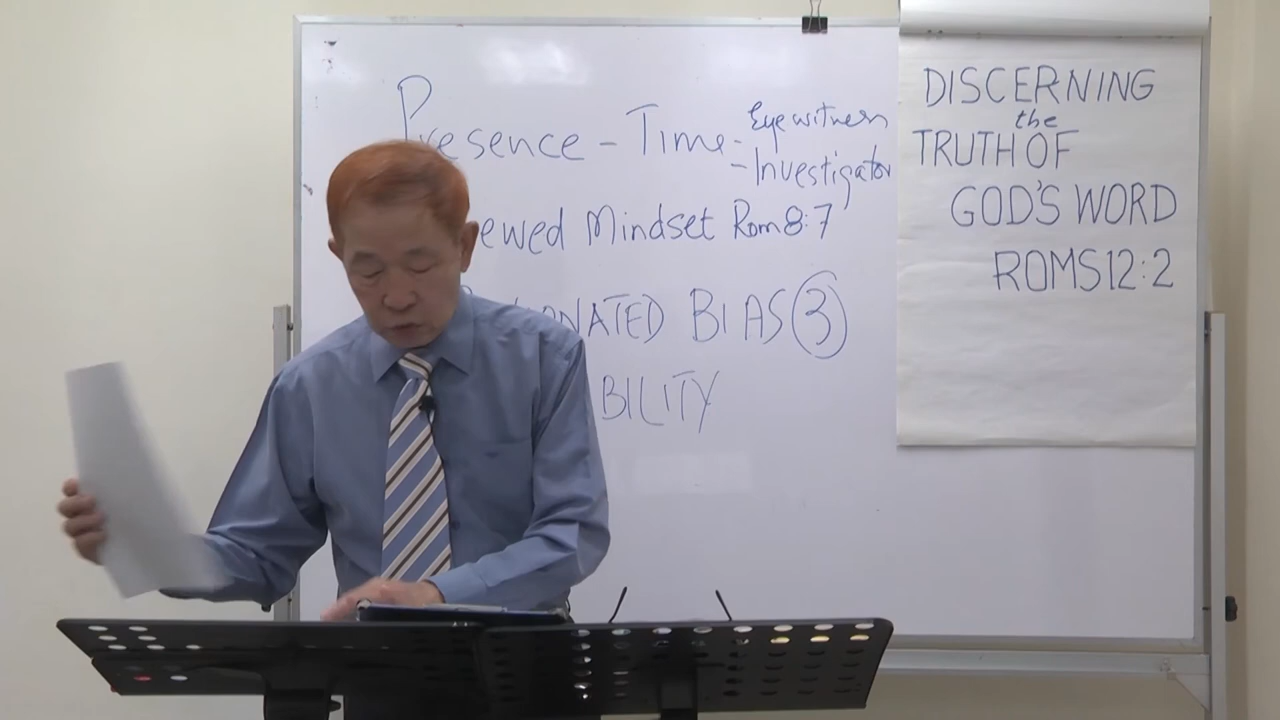 Presence - Time - Eyewitness
- Investigator
ewed Mindset Rom 8:7
NATED BIAS 3
BILITY
DISCERNING
the
TRUTH OF
GOD'S WORD
ROMS 12:2